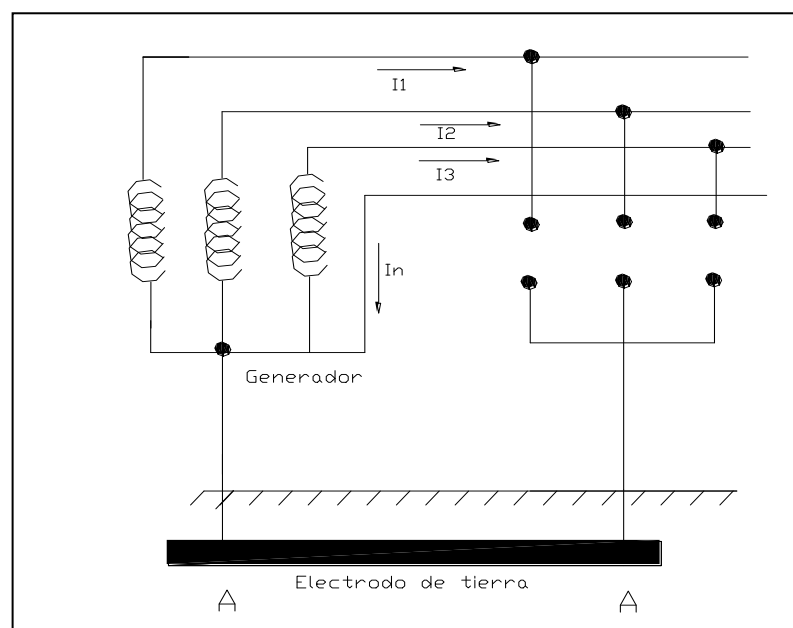 I1
I2
I3
In
Generador
Electrodo de tierra
A A